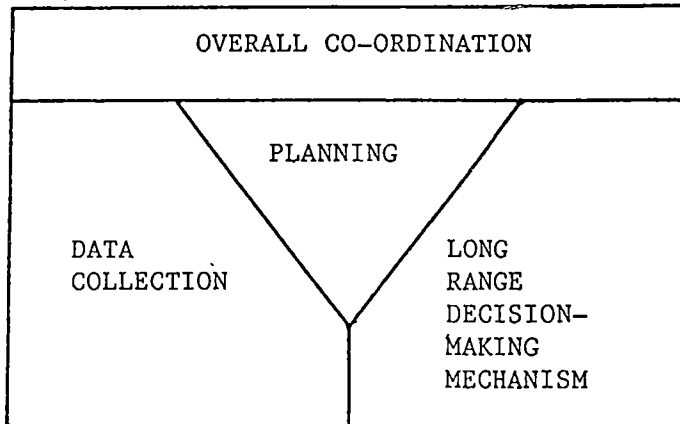 OVERALL CO-ORDINATION
PLANNING
DATA
COLLECTION
LONG
RANGE
DECISION-
MAKING
MECHANISM